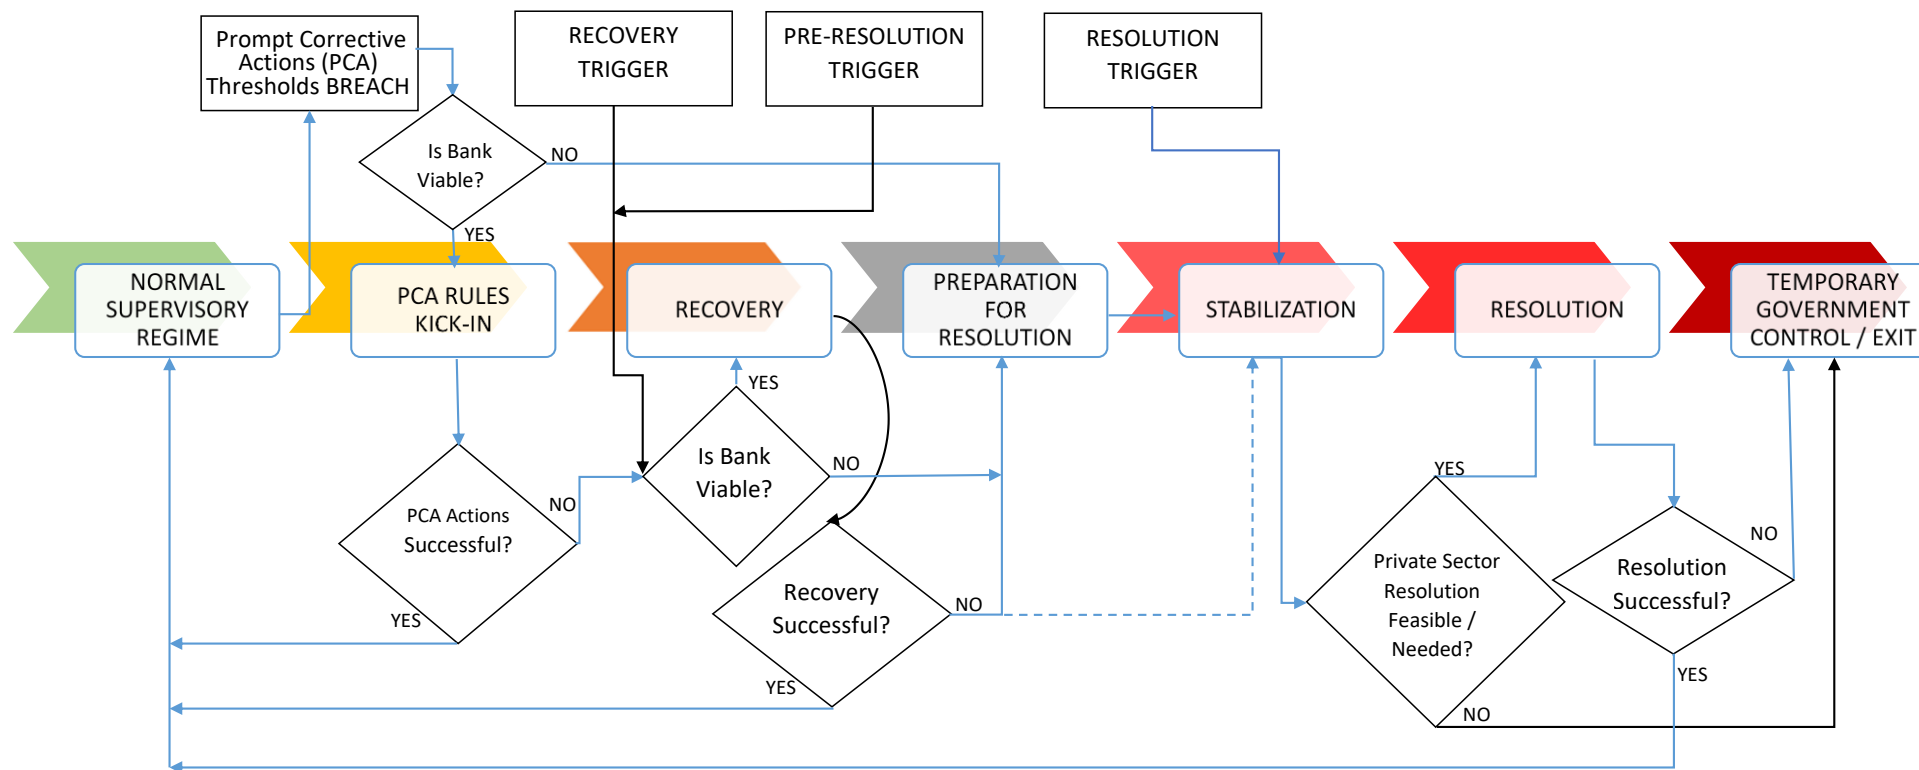 Prompt Corrective
Actions (PCA)
Thresholds BREACH
RECOVERY
TRIGGER
PRE-RESOLUTION
TRIGGER
RESOLUTION
TRIGGER
Is Bank
Viable?
NO
YES
NORMAL
SUPERVISORY
REGIME
PCA RULES
KICK-IN
RECOVERY
PREPARATION
FOR
RESOLUTION
STABILIZATION
RESOLUTION
TEMPORARY
GOVERNMENT
CONTROL / EXIT
YES
Is Bank
Viable?
NO
PCA Actions
Successful?
NO
YES
Recovery
Successful?
NO
YES
YES
Private Sector
Resolution
Feasible /
Needed?
NO
Resolution
Successful?
NO
YES